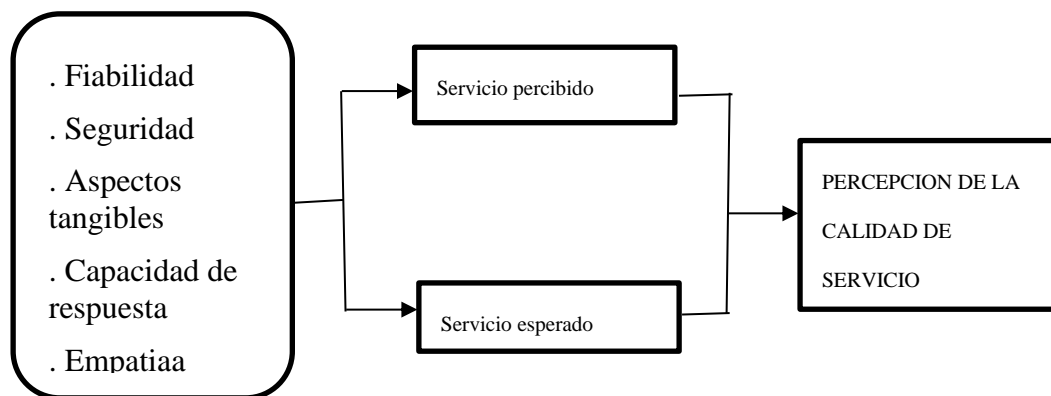 . Fiabilidad
. Seguridad
. Aspectos
tangibles
. Capacidad de
respuesta
. Empatiaa
Servicio percibido
Servicio esperado
PERCEPCION DE LA
CALIDAD DE
SERVICIO